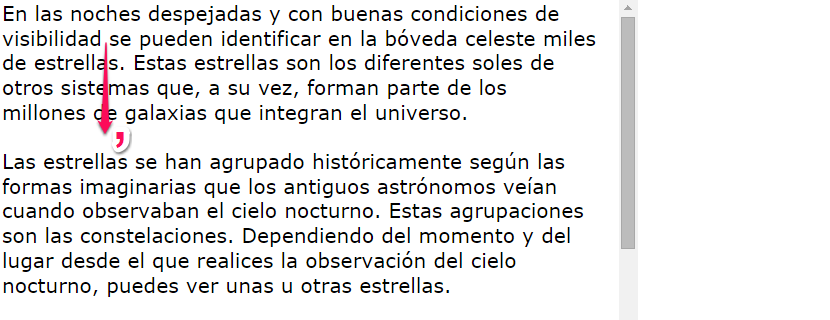 En las noches despejadas y con buenas condiciones de
visibilidad se pueden identificar en la bóveda celeste miles
de estrellas. Estas estrellas son los diferentes soles de
otros sistemas que, a su vez, forman parte de los
millones de galaxias que integran el universo.
,
Las estrellas se han agrupado históricamente según las
formas imaginarias que los antiguos astrónomos veían
cuando observaban el cielo nocturno. Estas agrupaciones
son las constelaciones. Dependiendo del momento y del
lugar desde el que realices la observación del cielo
nocturno, puedes ver unas u otras estrellas.